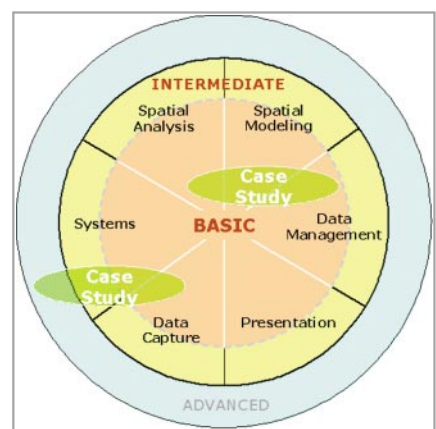 INTERMEDIATE
Spatial
Analysis
Spatial
Modeling
Case
Study
Systems
BASIC
Data
Management
Case
Study
Data
Capture
Presentation
ADVANCED